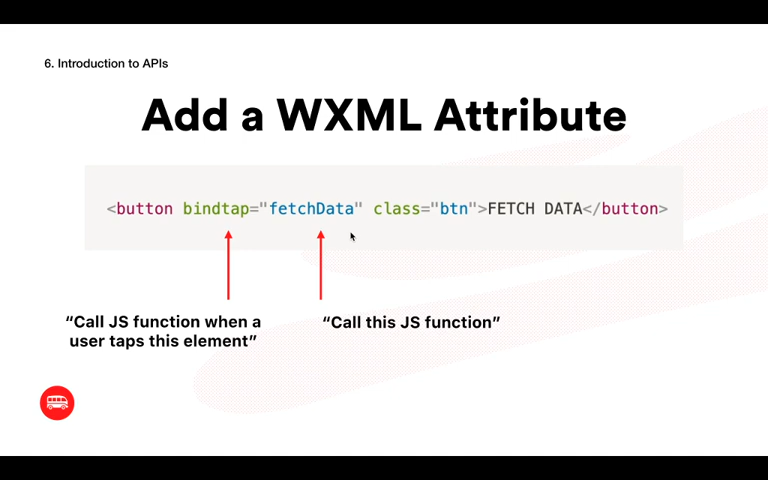 6. Introduction to APIs
Add a WXML Attribute
<button bindtap="fetchData" class="btn">FETCH DATA</button>
“Call JS function when a
user taps this element”
“Call this JS function”